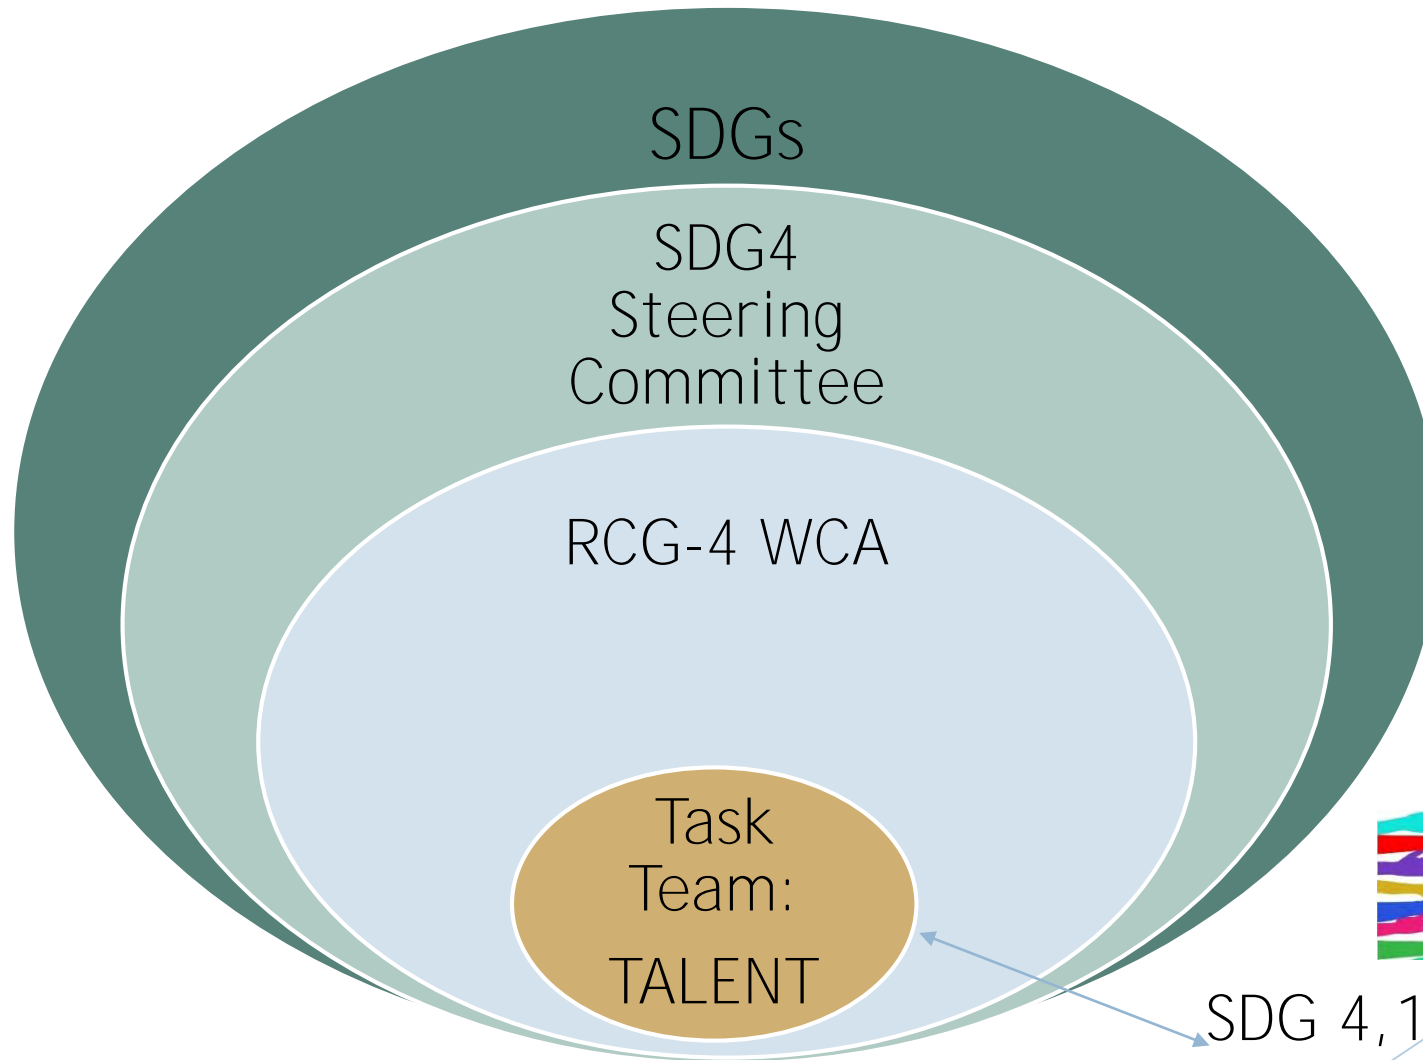 SDGs
SDG4
Steering
Committee
RCG-4 WCA
Task
Team:
TALENT
SDG 4,1